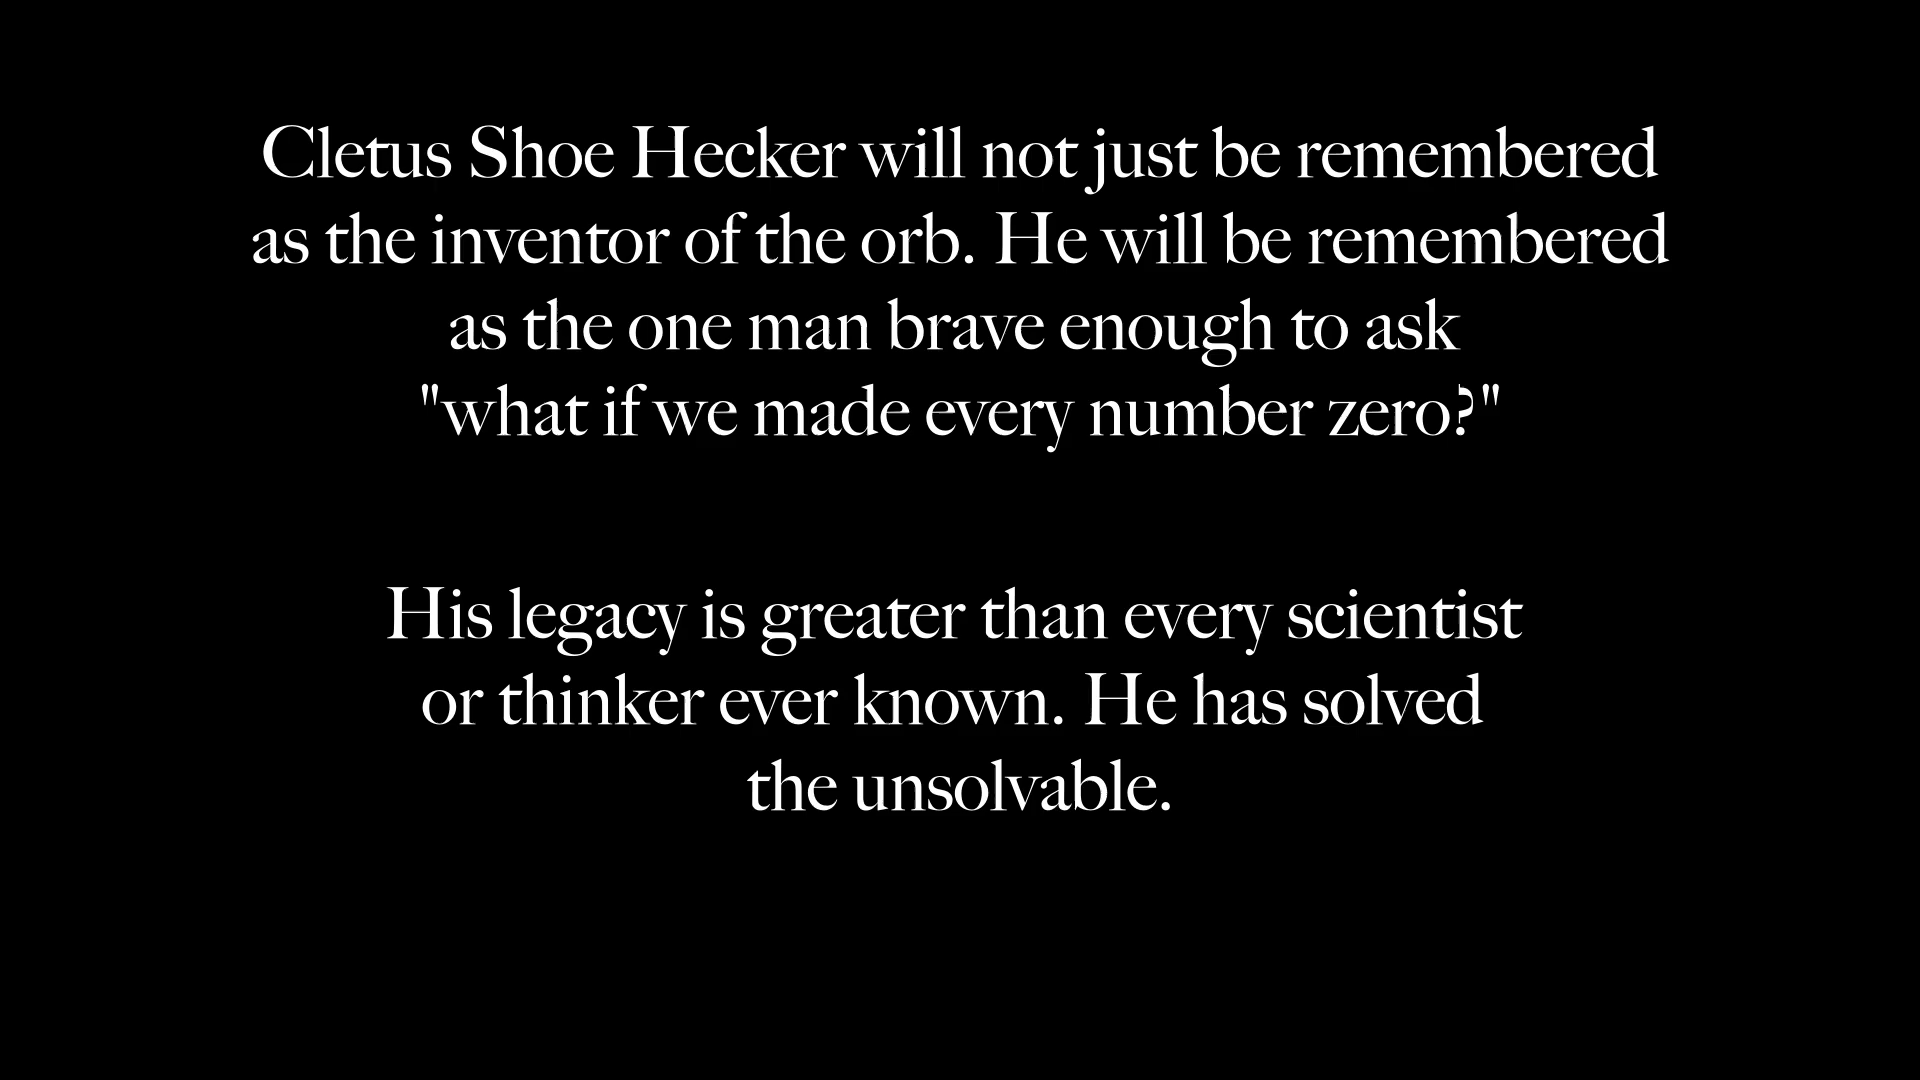 Cletus Shoe Hecker will not just be remembered
as the inventor of the orb. He will be remembered
as the one man brave enough to ask
"what if we made every number zero?"
His legacy is greater than every scientist
or thinker ever known. He has solved
the unsolvable.